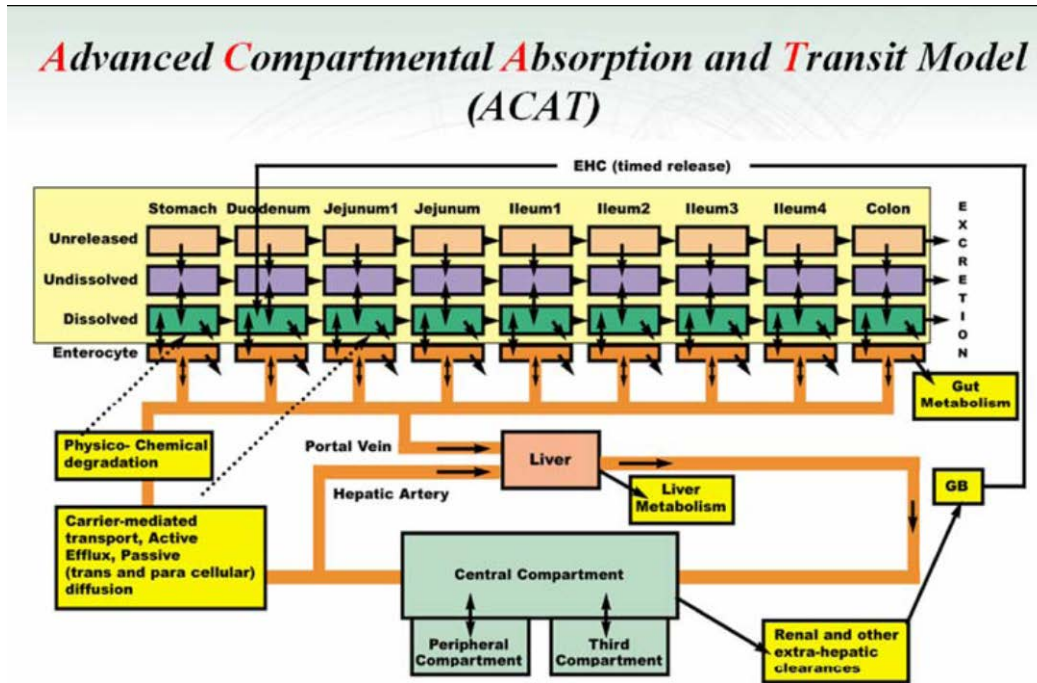 Advanced Compartmental Absorption and Transit Model
(ACAT)
EHC (timed release)
Stomach Duodenum Jejunum1 Jejunum Ileum1 Ileum2 Ileum3 Ileum4 Colon
Unreleased
Undissolved
Dissolved
Enterocyte
EXCRETION
Gut
Metabolism
Physico- Chemical
degradation
Portal Vein
Liver
Hepatic Artery
Liver
Metabolism
GB
Carrier-mediated
transport, Active
Efflux, Passive
(trans and para cellular)
diffusion
Central Compartment
Peripheral
Compartment
Third
Compartment
Renal and other
extra-hepatic
clearances